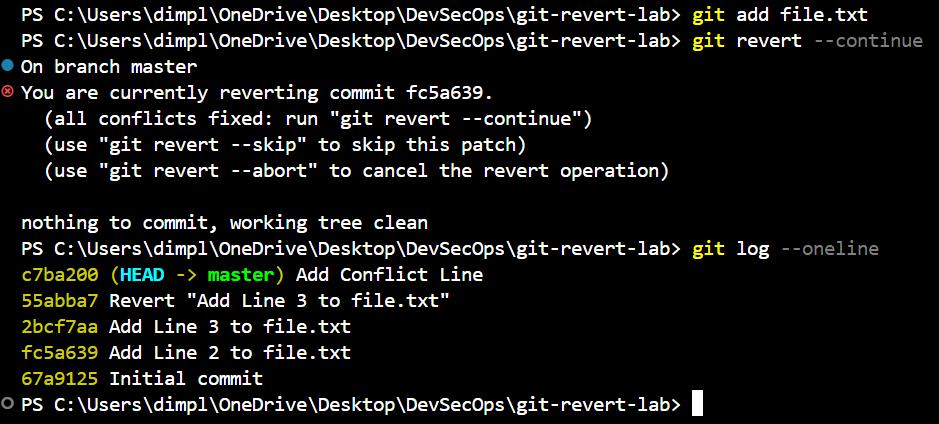 PS C:\Users\dimpl\OneDrive\Desktop\DevSecOps\git-revert-lab> git add file.txt
PS C:\Users\dimpl\OneDrive\Desktop\DevSecOps\git-revert-lab> git revert --continue
On branch master
You are currently reverting commit fc5a639.
  (all conflicts fixed: run "git revert --continue")
  (use "git revert --skip" to skip this patch)
  (use "git revert --abort" to cancel the revert operation)

nothing to commit, working tree clean
PS C:\Users\dimpl\OneDrive\Desktop\DevSecOps\git-revert-lab> git log --oneline
c7ba200 (HEAD -> master) Add Conflict Line
55abba7 Revert "Add Line 3 to file.txt"
2bcf7aa Add Line 3 to file.txt
fc5a639 Add Line 2 to file.txt
67a9125 Initial commit
PS C:\Users\dimpl\OneDrive\Desktop\DevSecOps\git-revert-lab>